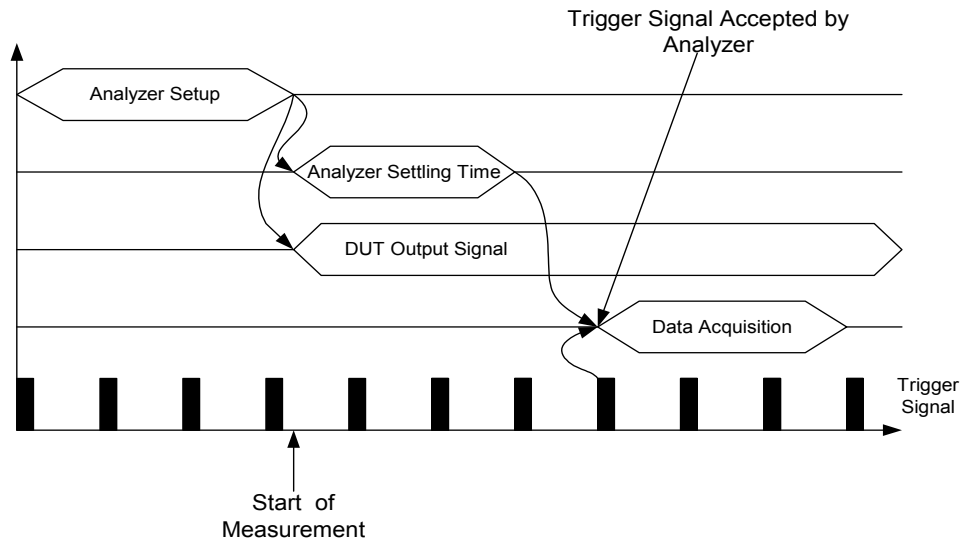 Trigger Signal Accepted by
Analyzer
Analyzer Setup
Analyzer Settling Time
DUT Output Signal
Data Acquisition
Trigger
Signal
Start of
Measurement